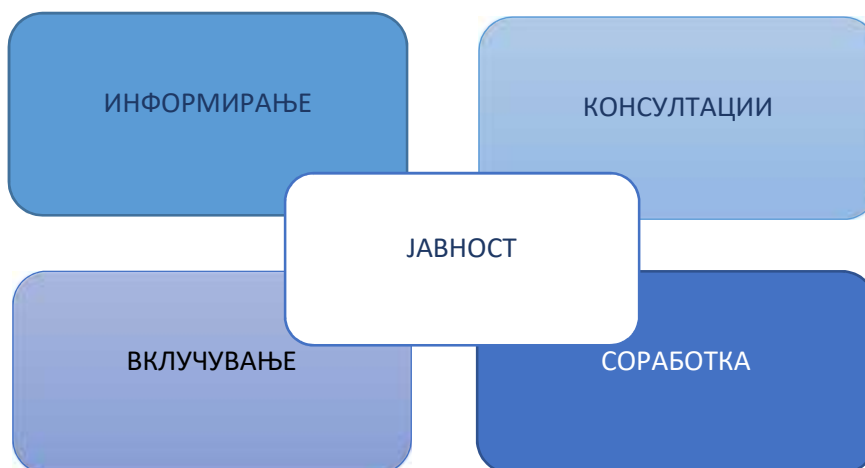 ИНФОРМИРАЊЕ
КОНСУЛТАЦИИ
ЈАВНОСТ
ВКЛУЧУВАЊЕ
СОРАБОТКА